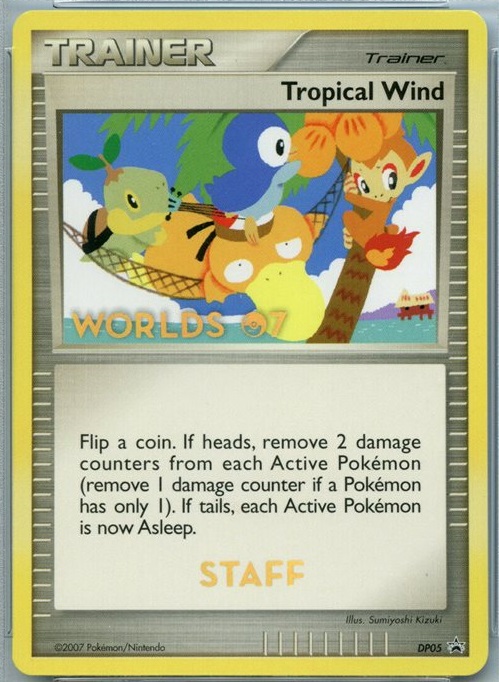 TRAINER
Trainer
Tropical Wind
WORLDS 07
Flip a coin. If heads, remove 2 damage
counters from each Active Pokémon
(remove 1 damage counter if a Pokémon
has only 1). If tails, each Active Pokémon
is now Asleep.
STAFF
Illus. Sumiyoshi Kizuki
©2007 Pokémon/Nintendo
DP05